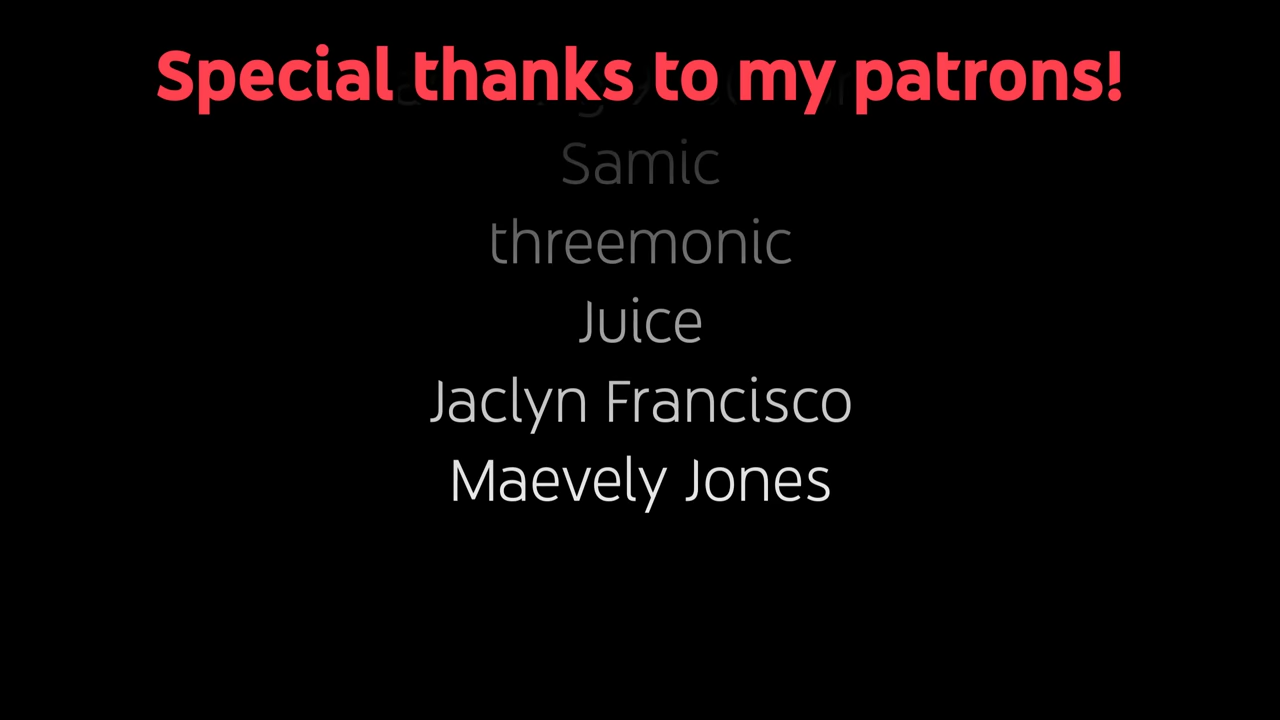 Special thanks to my patrons!
Samic
threemonic
Juice
Jaclyn Francisco
Maevely Jones